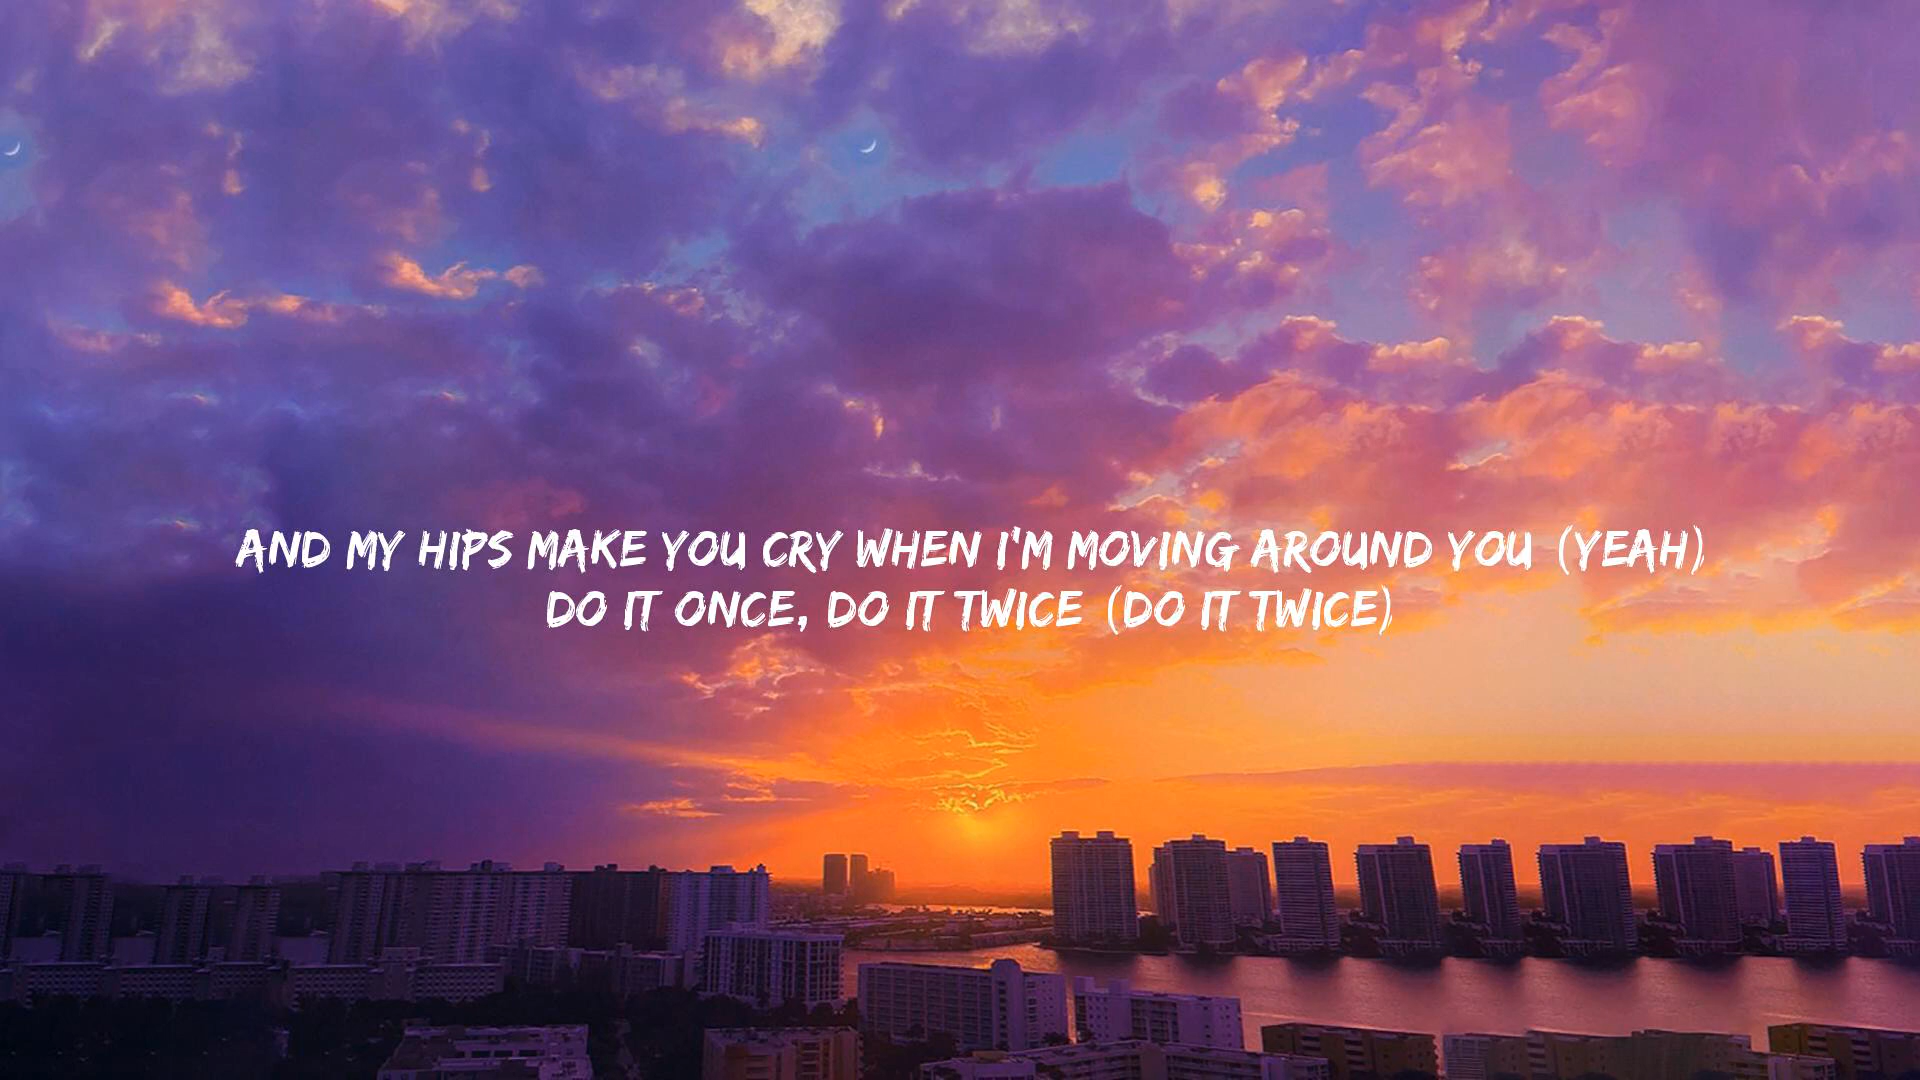 AND MY HIPS MAKE YOU CRY WHEN I'M MOVING AROUND YOU (YEAH)
DO IT ONCE, DO IT TWICE (DO IT TWICE)